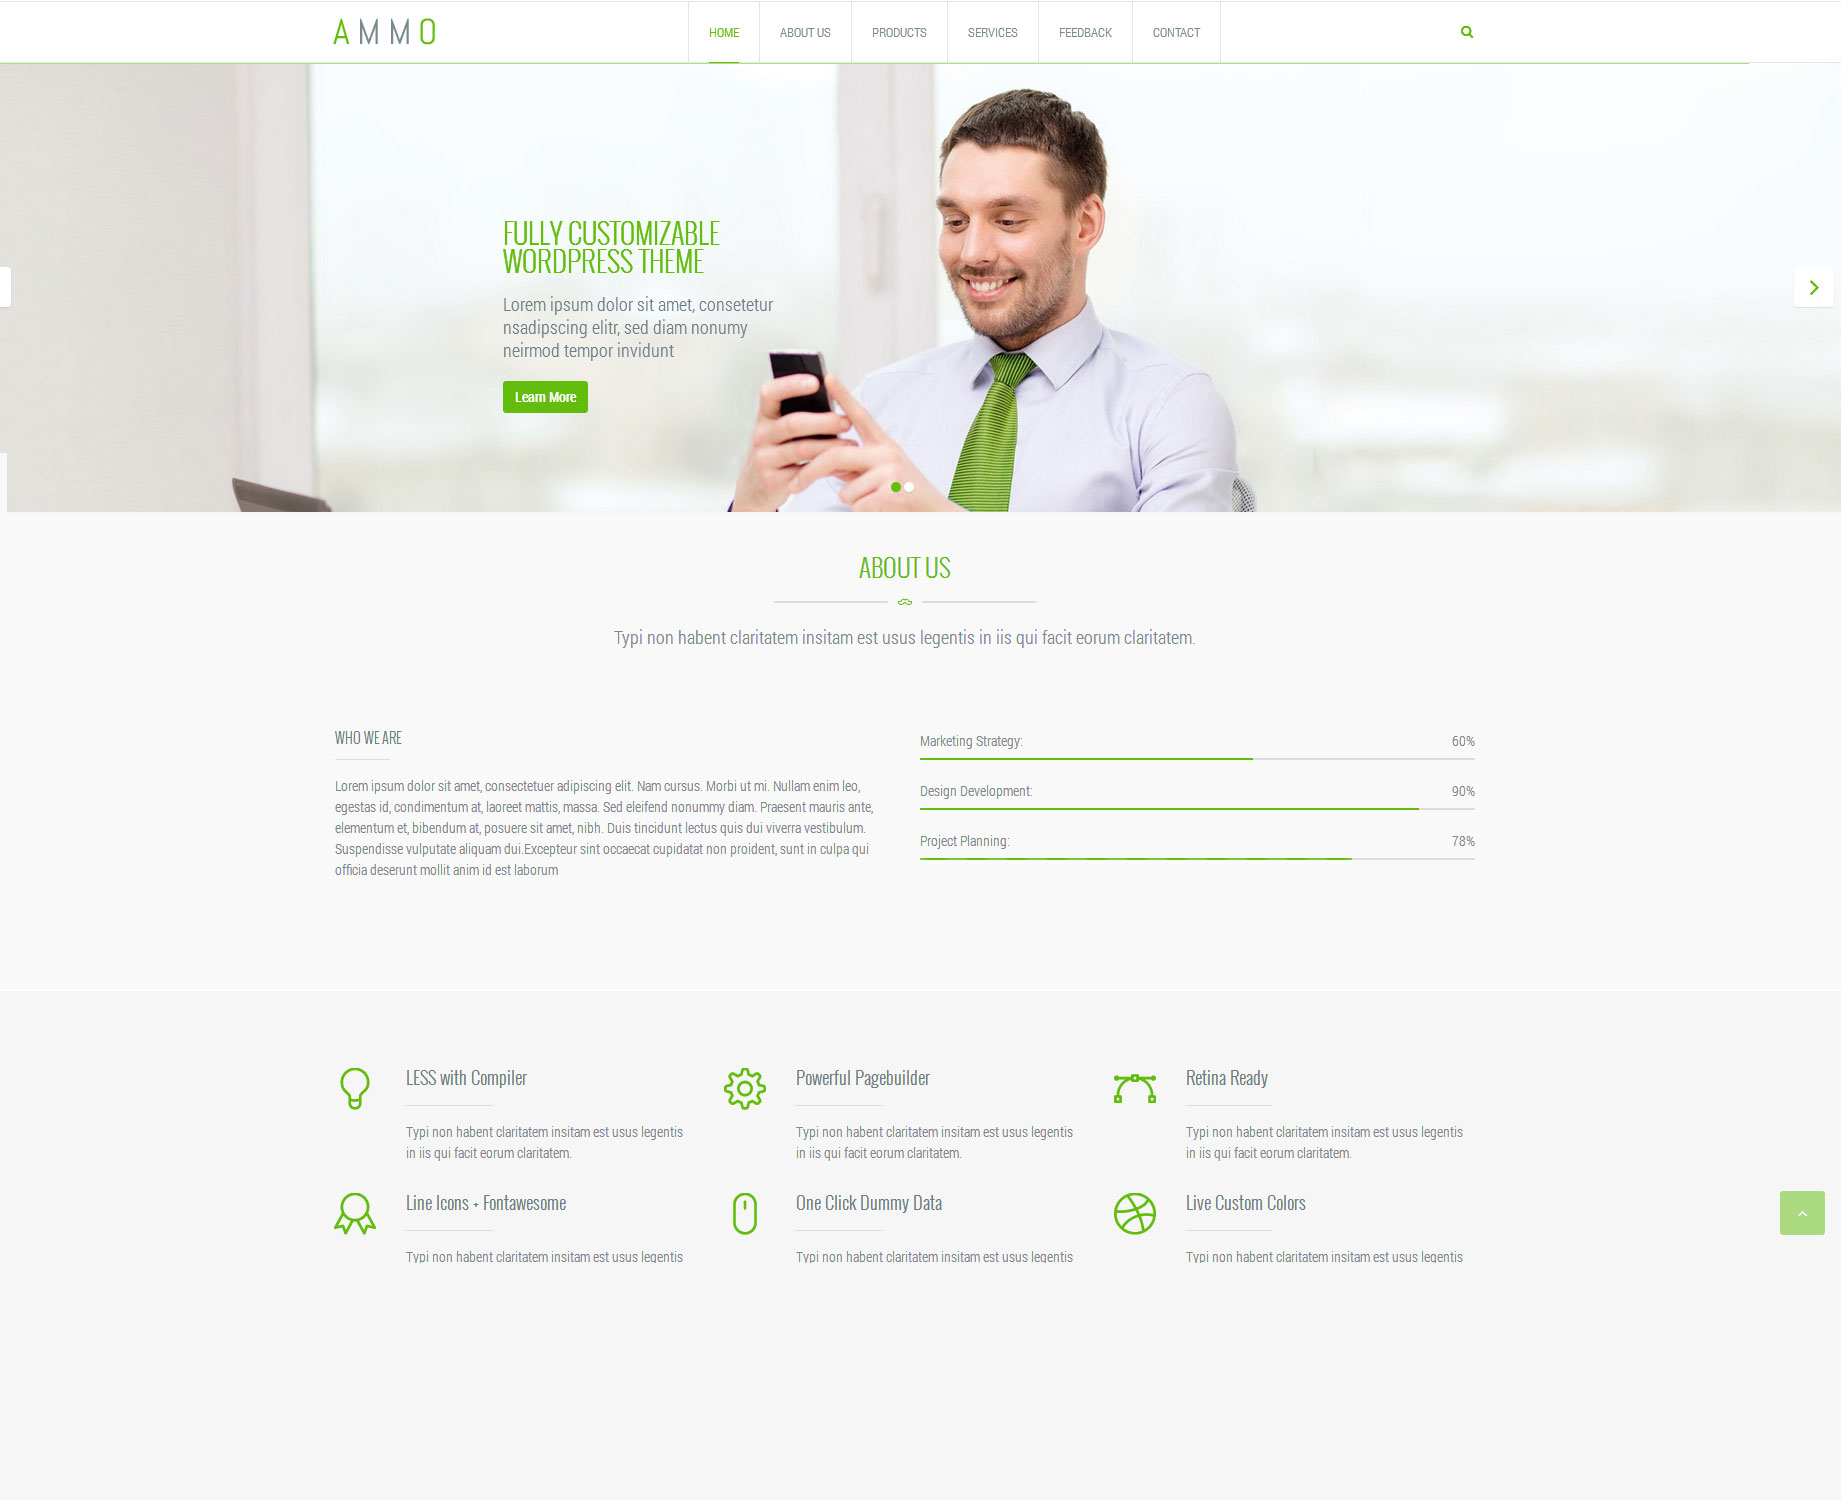 AMMO
HOME
ABOUT US
PRODUCTS
SERVICES
FEEDBACK
CONTACT
FULLY CUSTOMIZABLE
WORDPRESS THEME
Lorem ipsum dolor sit amet, consetetur
nsadipscing elitr, sed diam nonumy
neirmod tempor invidunt
Learn More
ABOUT US
Typi non habent claritatem insitam est usus legentis in iis qui facit eorum claritatem.
WHO WE ARE
Lorem ipsum dolor sit amet, consectetuer adipiscing elit. Nam cursus. Morbi ut mi. Nullam enim leo,
egestas id, condimentum at, laoreet mattis, massa. Sed eleifend nonummy diam. Praesent mauris ante,
elementum et, bibendum at, posuere sit amet, nibh. Duis tincidunt lectus quis dui viverra vestibulum.
Suspendisse vulputate aliquam dui.Excepteur sint occaecat cupidatat non proident, sunt in culpa qui
officia deserunt mollit anim id est laborum
Marketing Strategy: 60%
Design Development: 90%
Project Planning: 78%
LESS with Compiler
Typi non habent claritatem insitam est usus legentis
in iis qui facit eorum claritatem.
Powerful Pagebuilder
Typi non habent claritatem insitam est usus legentis
in iis qui facit eorum claritatem.
Retina Ready
Typi non habent claritatem insitam est usus legentis
in iis qui facit eorum claritatem.
Line Icons + Fontawesome
Typi non habent claritatem insitam est usus legentis
One Click Dummy Data
Typi non habent claritatem insitam est usus legentis
Live Custom Colors
Typi non habent claritatem insitam est usus legentis